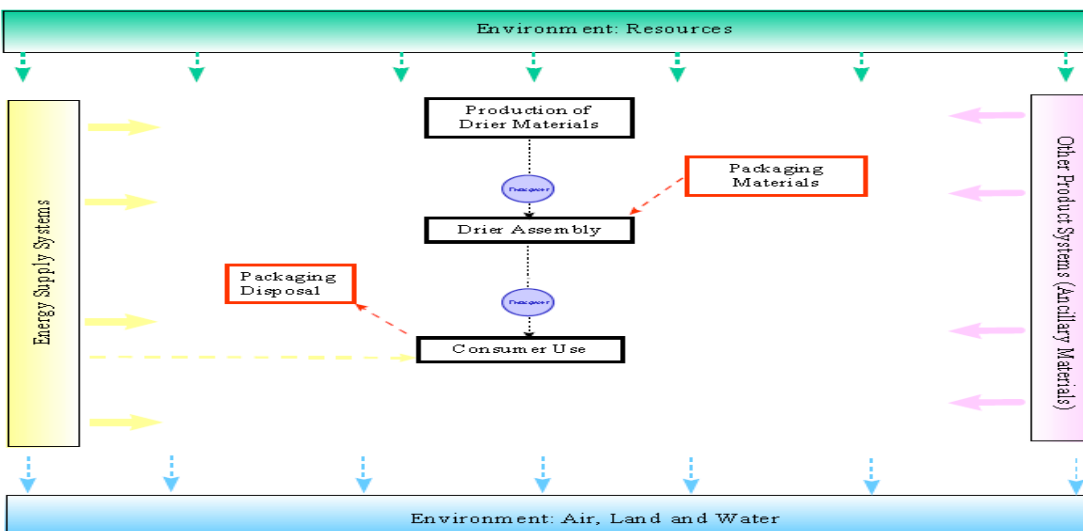 Environment: Resources
Production of
Drier Materials
Packaging
Materials
Drier Assembly
Packaging
Disposal
Consumer Use
Energy Supply Systems
Other Product Systems (Ancillary Materials)
Environment: Air, Land and Water